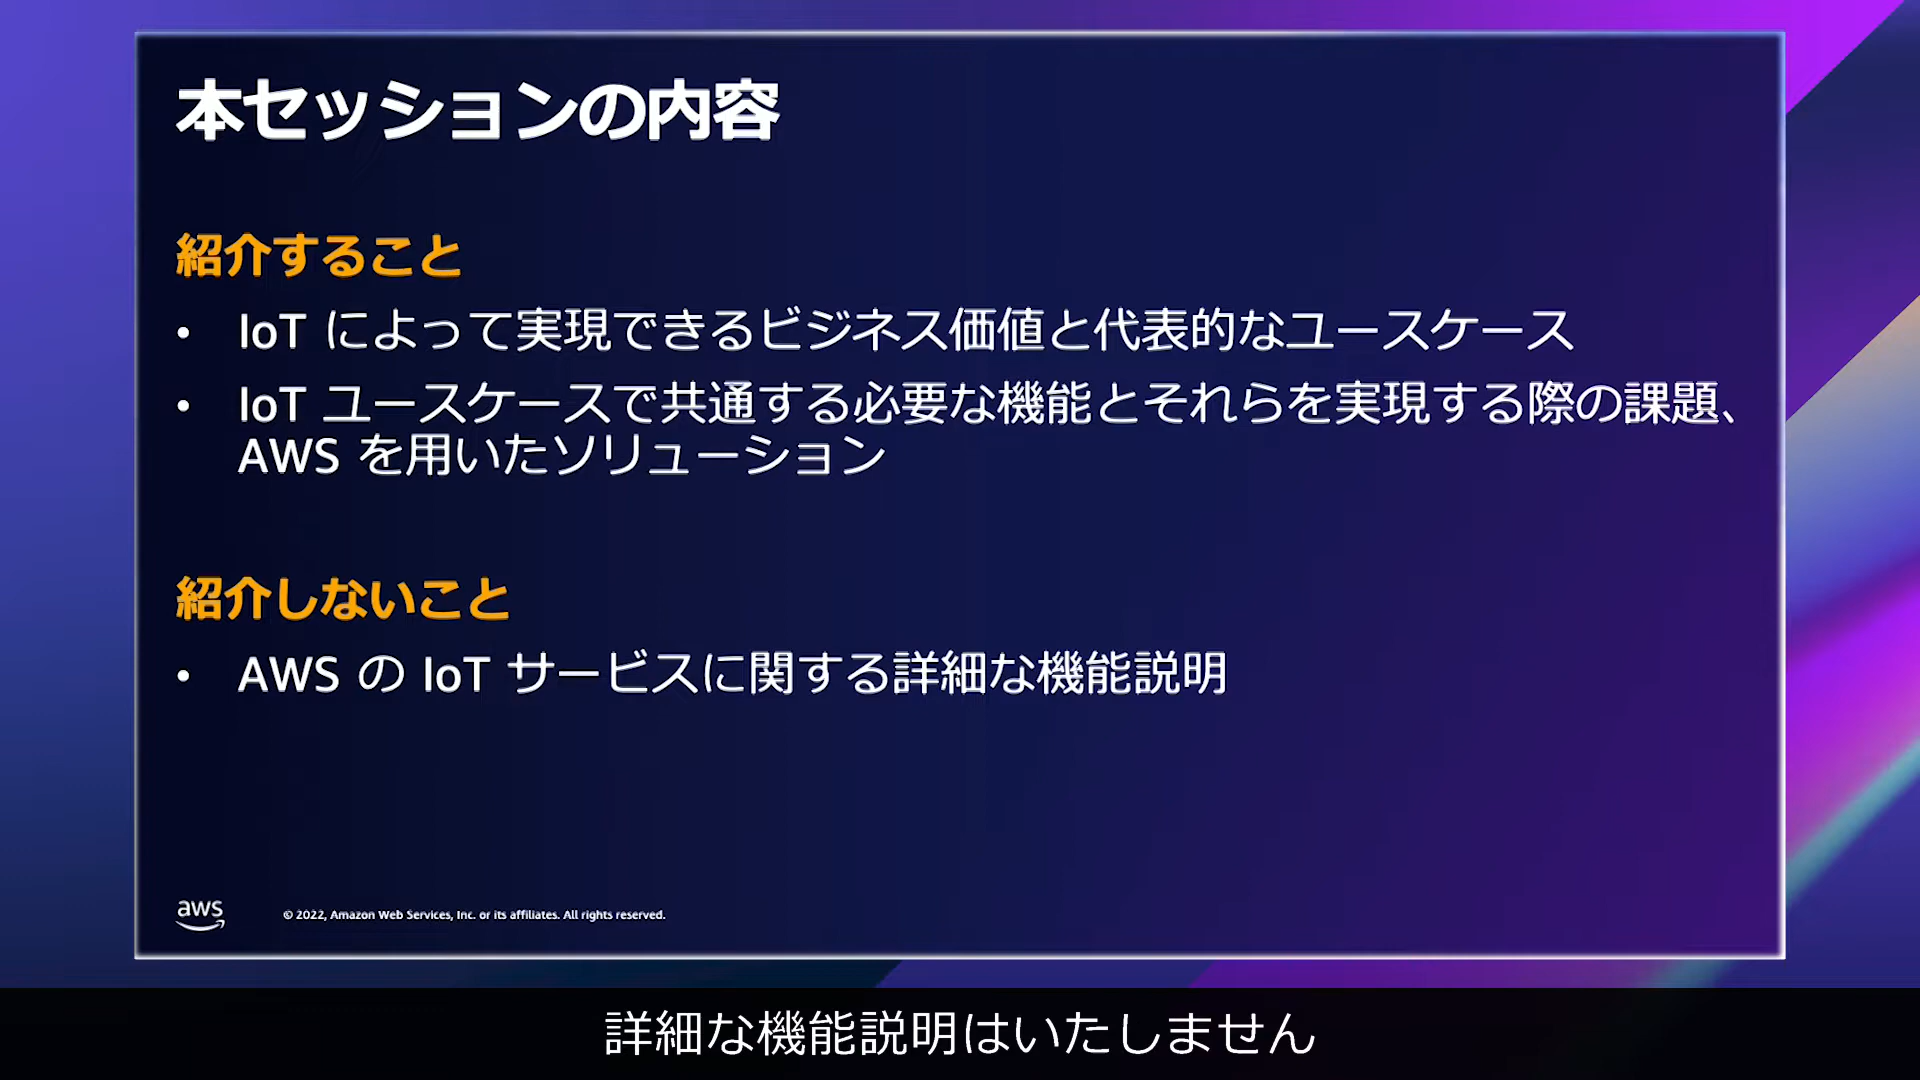 本セッションの内容
紹介すること
• IoT によって実現できるビジネス価値と代表的なユースケース
• IoT ユースケースで共通する必要な機能とそれらを実現する際の課題、
AWS を用いたソリューション
紹介しないこと
• AWS の IoT サービスに関する詳細な機能説明
aws
© 2022, Amazon Web Services, Inc. or its affiliates. All rights reserved.
詳細な機能説明はいたしません